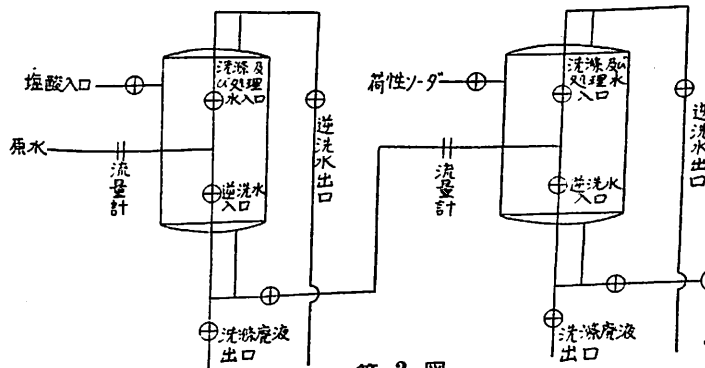 塩酸入口
洗滌及
び処理
水入口
原水
流量計
逆洗水
入口
逆洗水出口
洗滌廃液
出口
荷性ソーダ
洗滌及び
処理水
入口
流量計
逆洗水
入口
逆洗水出口
洗滌廃液
出口
第2図